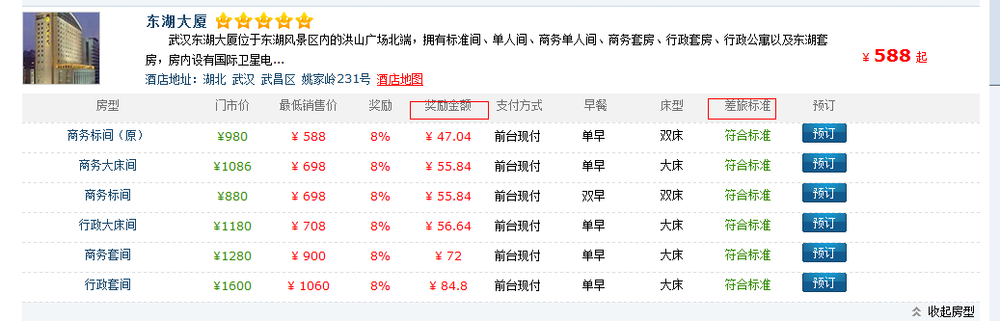 东湖大厦
武汉东湖大厦位于东湖风景区内的洪山广场北端，拥有标准间、单人间、商务单人间、商务套房、行政套房、行政公寓以及东湖套
房，房内设有国际卫星电...
¥ 588 起
酒店地址：湖北 武汉 武昌区 姚家岭231号 酒店地图
房型 门市价 最低销售价 奖励 奖励金额 支付方式 早餐 床型 差旅标准 预订
商务标间（原） ¥980 ¥ 588 8% ¥ 47.04 前台现付 单早 双床 符合标准 预订
商务大床间 ¥1086 ¥ 698 8% ¥ 55.84 前台现付 单早 大床 符合标准 预订
商务标间 ¥880 ¥ 698 8% ¥ 55.84 前台现付 双早 双床 符合标准 预订
行政大床间 ¥1180 ¥ 708 8% ¥ 56.64 前台现付 单早 大床 符合标准 预订
商务套间 ¥1280 ¥ 900 8% ¥ 72 前台现付 单早 大床 符合标准 预订
行政套间 ¥1600 ¥ 1060 8% ¥ 84.8 前台现付 单早 大床 符合标准 预订
收起房型